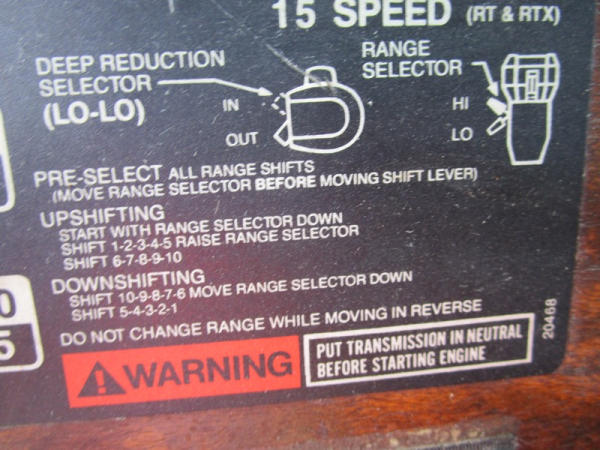 15 SPEED (RT & RTX)
DEEP REDUCTION
SELECTOR
(LO-LO)
IN
OUT
RANGE
SELECTOR
HI
LO
PRE-SELECT ALL RANGE SHIFTS
(MOVE RANGE SELECTOR BEFORE MOVING SHIFT LEVER)
UPSHIFTING
START WITH RANGE SELECTOR DOWN
SHIFT 1-2-3-4-5 RAISE RANGE SELECTOR
SHIFT 6-7-8-9-10
DOWNSHIFTING
SHIFT 10-9-8-7-6 MOVE RANGE SELECTOR DOWN
SHIFT 5-4-3-2-1
DO NOT CHANGE RANGE WHILE MOVING IN REVERSE
0
5
WARNING
PUT TRANSMISSION IN NEUTRAL
BEFORE STARTING ENGINE
20468